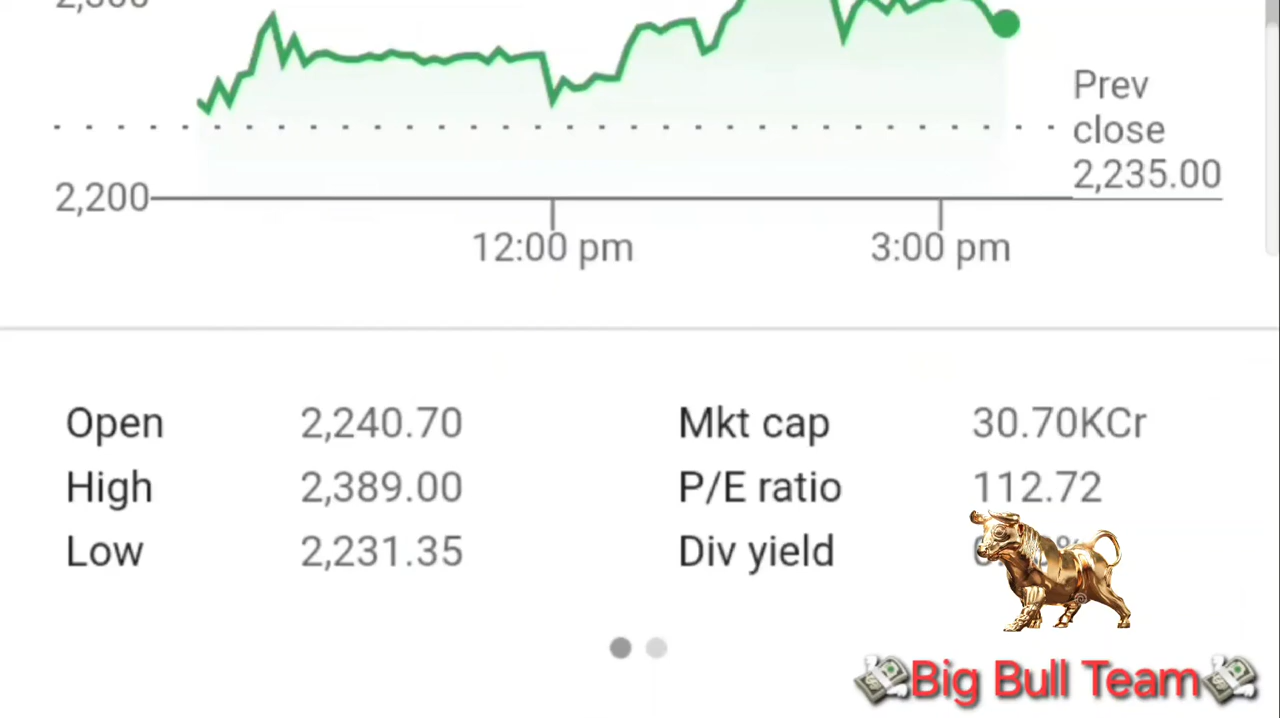 Prev
close
2,235.00
2,200
12:00 pm 3:00 pm
Open 2,240.70 Mkt cap 30.70KCr
High 2,389.00 P/E ratio 112.72
Low 2,231.35 Div yield
Big Bull Team